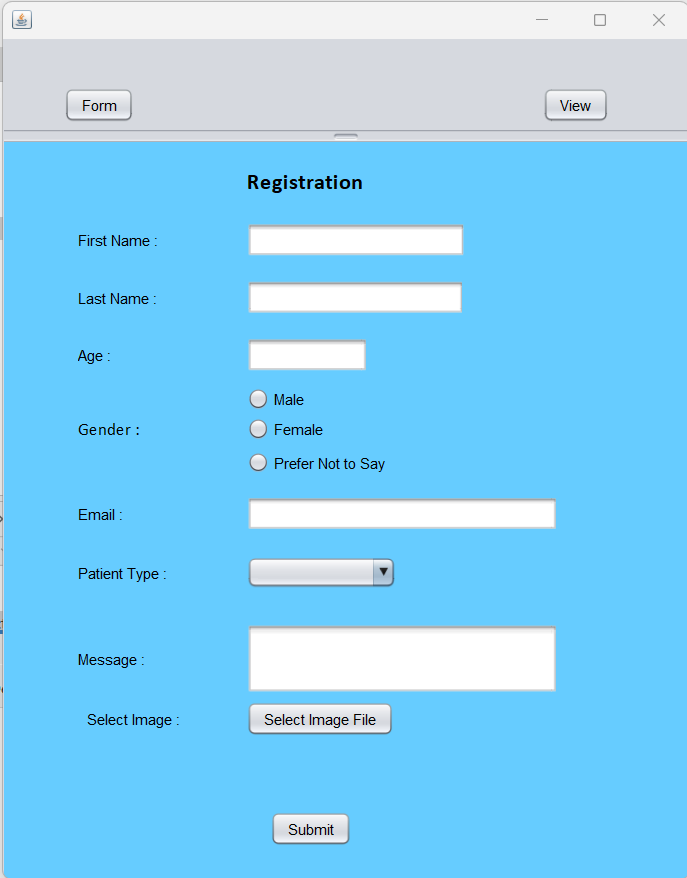 Form View
Registration
First Name :
Last Name :
Age :
Male
Gender :
Female
Prefer Not to Say
Email :
Patient Type :
Message :
Select Image : Select Image File
Submit